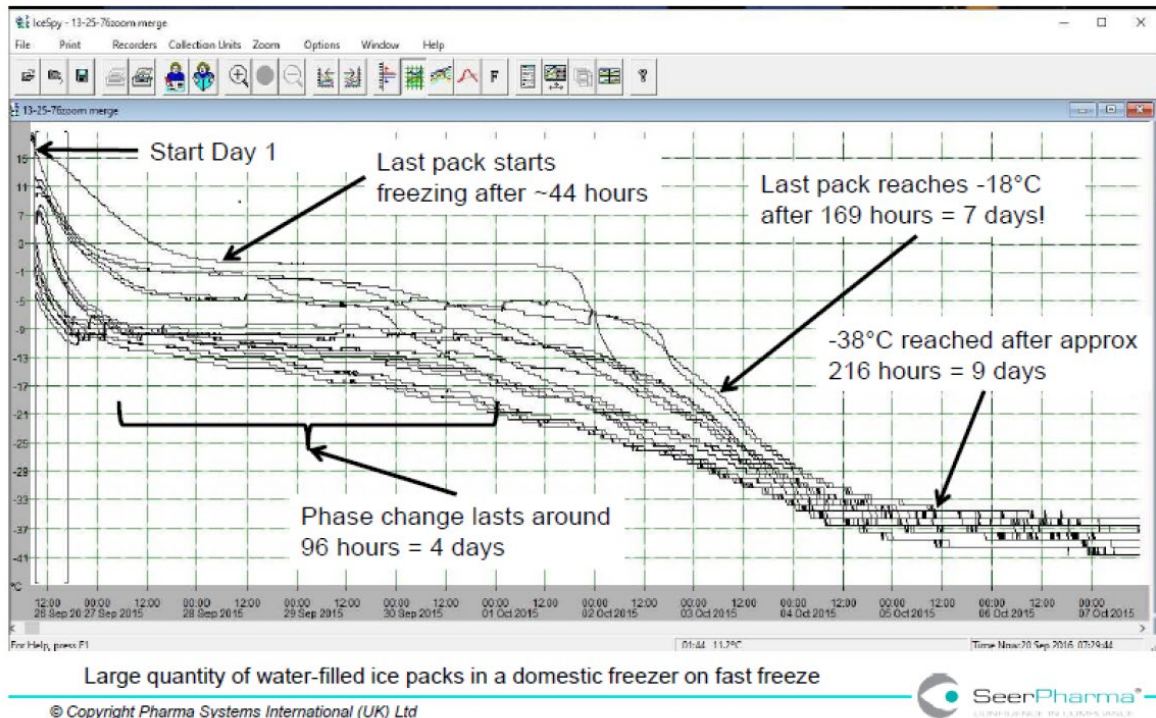 IceSpy - 13-25-76zoom merge
File Print Recorders Collection Units Zoom Options Window Help
F
13-25-76zoom merge
Start Day 1
Last pack starts
freezing after ~44 hours
Last pack reaches -18°C
after 169 hours = 7 days!
-38°C reached after approx
216 hours = 9 days
Phase change lasts around
96 hours = 4 days
15
11
7
3
-1
-5
-9
-13
-17
-21
-25
-29
-33
-37
-41
°C
12:00 00:00 12:00 00:00 12:00 00:00 12:00 00:00 12:00 00:00 12:00 00:00 12:00 00:00 12:00 00:00 12:00 00:00 12:00 00:00 12:00 00:00
26 Sep 20 27 Sep 2015 28 Sep 2015 29 Sep 2015 30 Sep 2015 01 Oct 2015 02 Oct 2015 03 Oct 2015 04 Oct 2015 05 Oct 2015 06 Oct 2015 07 Oct 2015
For Help, press F1
01:44 -11.2°C
Time Now:20 Sep 2016 07:29:44
Large quantity of water-filled ice packs in a domestic freezer on fast freeze
© Copyright Pharma Systems International (UK) Ltd
SeerPharma®
CONFIDENCE IN COMPLIANCE